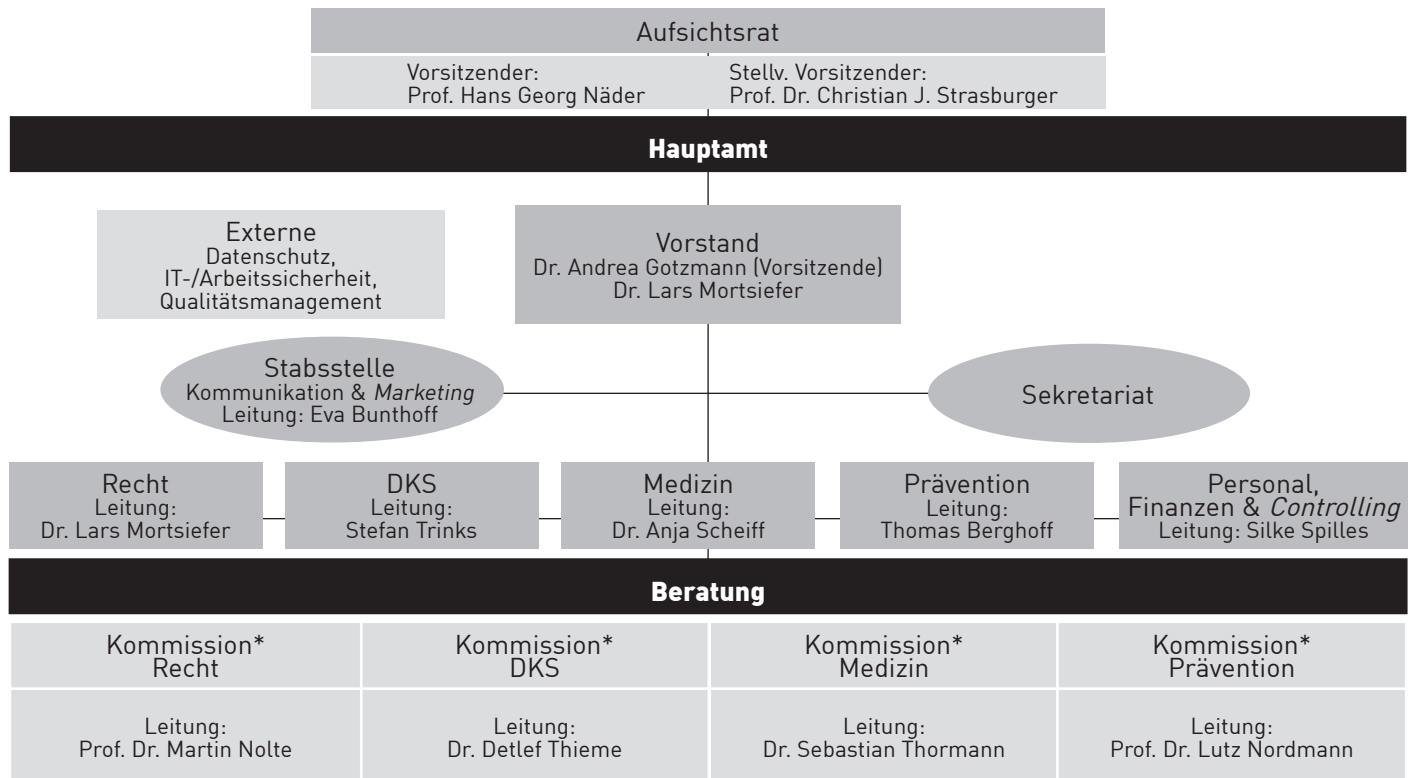 Aufsichtsrat
Vorsitzender:
Prof. Hans Georg Näder
Stellv. Vorsitzender:
Prof. Dr. Christian J. Strasburger
Hauptamt
Externe
Datenschutz,
IT-/Arbeitssicherheit,
Qualitätsmanagement
Vorstand
Dr. Andrea Gotzmann (Vorsitzende)
Dr. Lars Mortsiefer
Stabsstelle
Kommunikation & Marketing
Leitung: Eva Bunthoff
Sekretariat
Recht
Leitung:
Dr. Lars Mortsiefer
DKS
Leitung:
Stefan Trinks
Medizin
Leitung:
Dr. Anja Scheiff
Prävention
Leitung:
Thomas Berghoff
Personal,
Finanzen & Controlling
Leitung: Silke Spilles
Beratung
Kommission*
Recht
Leitung:
Prof. Dr. Martin Nolte
Kommission*
DKS
Leitung:
Dr. Detlef Thieme
Kommission*
Medizin
Leitung:
Dr. Sebastian Thormann
Kommission*
Prävention
Leitung:
Prof. Dr. Lutz Nordmann